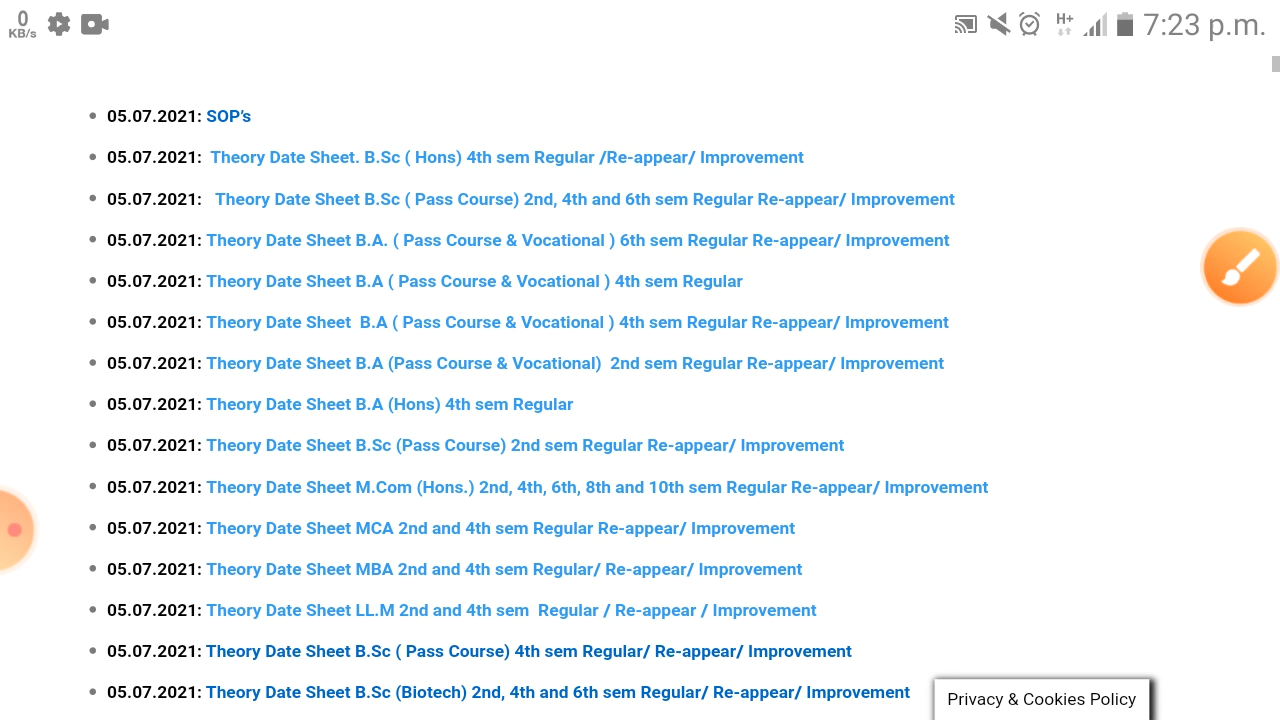 0
KB/s
H+
7:23 p.m.
05.07.2021: SOP's
05.07.2021: Theory Date Sheet. B.Sc ( Hons) 4th sem Regular /Re-appear/ Improvement
05.07.2021: Theory Date Sheet B.Sc ( Pass Course) 2nd, 4th and 6th sem Regular Re-appear/ Improvement
05.07.2021: Theory Date Sheet B.A. ( Pass Course & Vocational ) 6th sem Regular Re-appear/ Improvement
05.07.2021: Theory Date Sheet B.A ( Pass Course & Vocational ) 4th sem Regular
05.07.2021: Theory Date Sheet B.A ( Pass Course & Vocational ) 4th sem Regular Re-appear/ Improvement
05.07.2021: Theory Date Sheet B.A (Pass Course & Vocational) 2nd sem Regular Re-appear/ Improvement
05.07.2021: Theory Date Sheet B.A (Hons) 4th sem Regular
05.07.2021: Theory Date Sheet B.Sc (Pass Course) 2nd sem Regular Re-appear/ Improvement
05.07.2021: Theory Date Sheet M.Com (Hons.) 2nd, 4th, 6th, 8th and 10th sem Regular Re-appear/ Improvement
05.07.2021: Theory Date Sheet MCA 2nd and 4th sem Regular Re-appear/ Improvement
05.07.2021: Theory Date Sheet MBA 2nd and 4th sem Regular/ Re-appear/ Improvement
05.07.2021: Theory Date Sheet LL.M 2nd and 4th sem Regular / Re-appear / Improvement
05.07.2021: Theory Date Sheet B.Sc ( Pass Course) 4th sem Regular/ Re-appear/ Improvement
05.07.2021: Theory Date Sheet B.Sc (Biotech) 2nd, 4th and 6th sem Regular/ Re-appear/ Improvement
Privacy & Cookies Policy